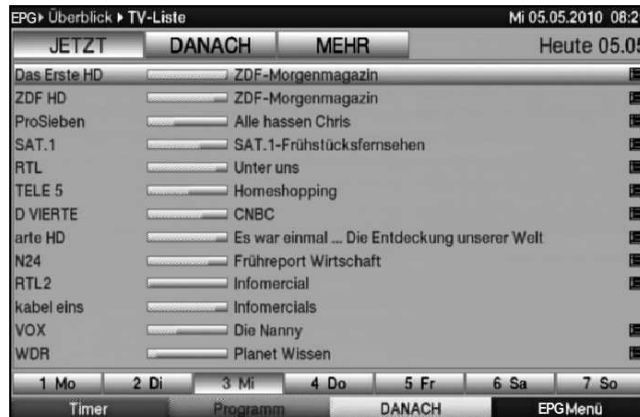 EPG▸ Überblick ▸ TV-Liste Mi 05.05.2010 08:2
JETZT DANACH MEHR Heute 05.05
Das Erste HD ZDF-Morgenmagazin
ZDF HD ZDF-Morgenmagazin
ProSieben Alle hassen Chris
SAT.1 SAT.1-Frühstücksfernsehen
RTL Unter uns
TELE 5 Homeshopping
D VIERTE CNBC
arte HD Es war einmal ... Die Entdeckung unserer Welt
N24 Frühreport Wirtschaft
RTL2 Infomercial
kabel eins Infomercials
VOX Die Nanny
WDR Planet Wissen
1 Mo 2 Di 3 Mi 4 Do 5 Fr 6 Sa 7 So
Timer Programm DANACH EPGMenü